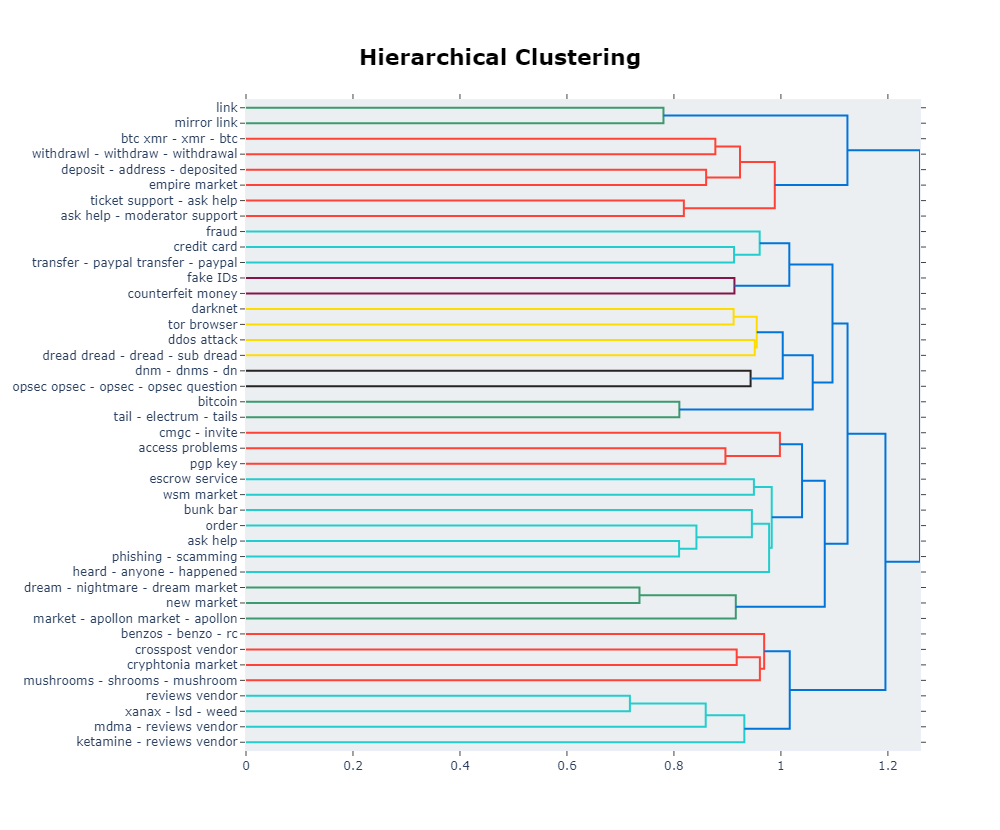 Hierarchical Clustering
link
mirror link
btc xmr - xmr - btc
withdrawl - withdraw - withdrawal
deposit - address - deposited
empire market
ticket support - ask help
ask help - moderator support
fraud
credit card
transfer - paypal transfer - paypal
fake IDs
counterfeit money
darknet
tor browser
ddos attack
dread dread - dread - sub dread
dnm - dnms - dn
opsec opsec - opsec - opsec question
bitcoin
tail - electrum - tails
cmgc - invite
access problems
pgp key
escrow service
wsm market
bunk bar
order
ask help
phishing - scamming
heard - anyone - happened
dream - nightmare - dream market
new market
market - apollon market - apollon
benzos - benzo - rc
crosspost vendor
cryptonia market
mushrooms - shrooms - mushroom
reviews vendor
xanax - lsd - weed
mdma - reviews vendor
ketamine - reviews vendor
0 0.2 0.4 0.6 0.8 1 1.2